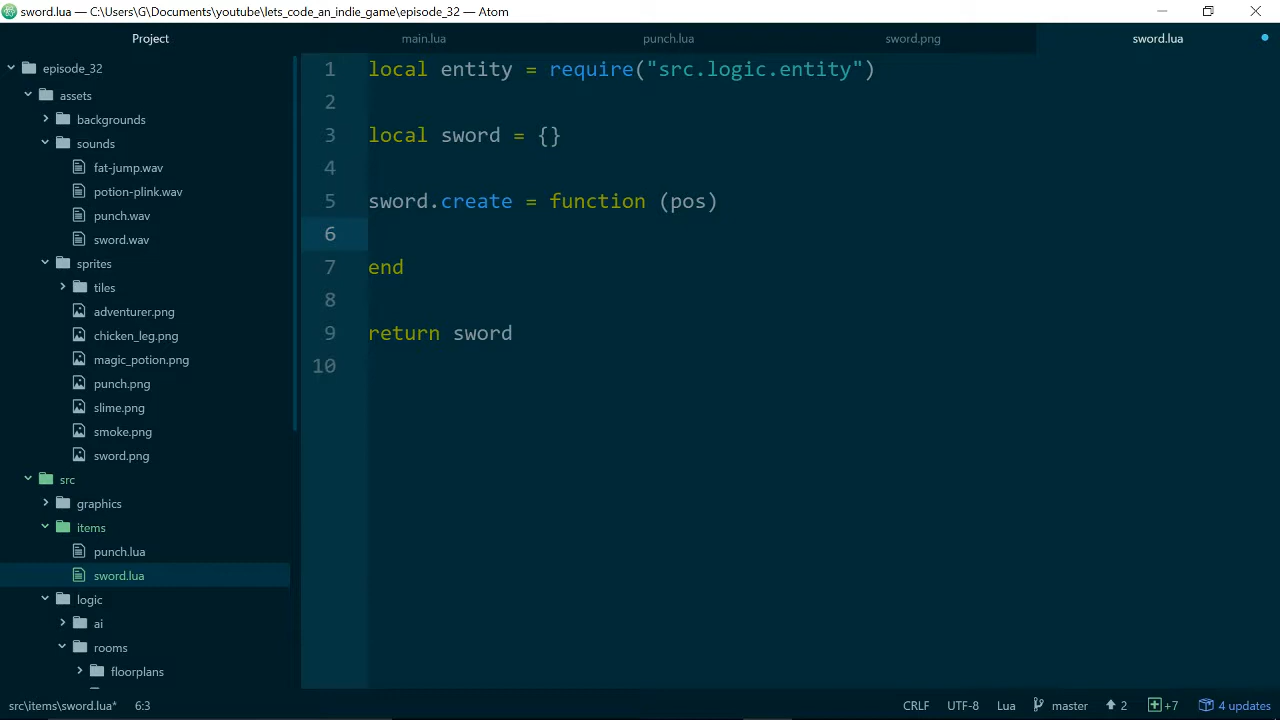 sword.lua — C:\Users\G\Documents\youtube\lets_code_an_indie_game\episode_32 — Atom
Project
main.lua
punch.lua
sword.png
sword.lua
episode_32
assets
backgrounds
sounds
fat-jump.wav
potion-plink.wav
punch.wav
sword.wav
sprites
tiles
adventurer.png
chicken_leg.png
magic_potion.png
punch.png
slime.png
smoke.png
sword.png
src
graphics
items
punch.lua
sword.lua
logic
ai
rooms
floorplans
1 local entity = require("src.logic.entity")
2
3 local sword = {}
4
5 sword.create = function (pos)
6
7 end
8
9 return sword
10
src\items\sword.lua* 6:3
CRLF UTF-8 Lua master 2 +7 4 updates